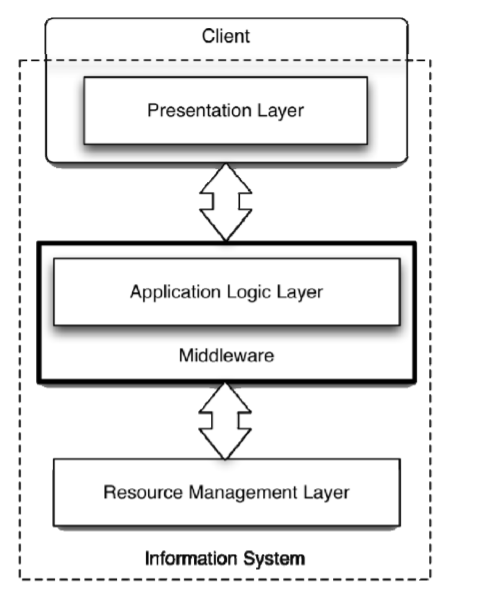 Client
Presentation Layer
Application Logic Layer
Middleware
Resource Management Layer
Information System